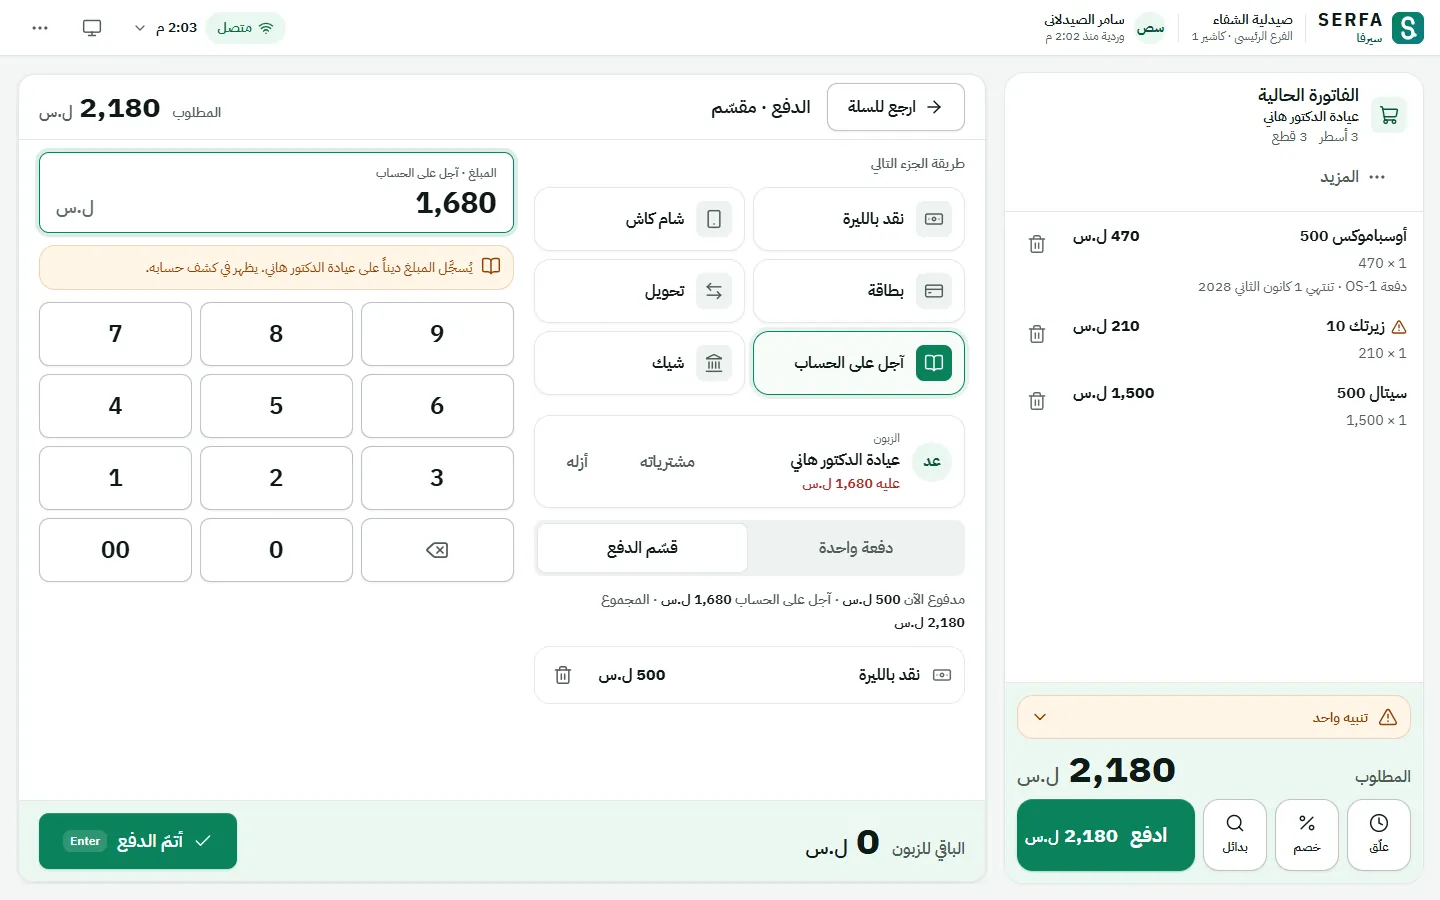 SERFA
سيرفا
صيدلية الشفاء
الفرع الرئيسي · كاشير 1
سص
سامر الصيدلاني
وردية منذ 2:02 م
متصل
2:03 م
الفاتورة الحالية
عيادة الدكتور هاني
3 أسطر 3 قطع
المزيد
أوسباموكس 500
470 ل.س
1 × 470
دفعة OS-1 · تنتهي 1 كانون الثاني 2028
زيرتك 10
210 ل.س
1 × 210
سيتال 500
1,500 ل.س
1 × 1,500
تنبيه واحد
المطلوب
2,180 ل.س
علّق
خصم
بدائل
ادفع 2,180 ل.س
ارجع للسلة
الدفع · مقسّم
المطلوب 2,180 ل.س
طريقة الجزء التالي
نقد بالليرة
شام كاش
بطاقة
تحويل
آجل على الحساب
شيك
الزبون
عد
عيادة الدكتور هاني
عليه 1,680 ل.س
مشترياته
أزله
دفعة واحدة
قسّم الدفع
مدفوع الآن 500 ل.س · آجل على الحساب 1,680 ل.س · المجموع
2,180 ل.س
نقد بالليرة
500 ل.س
المبلغ · آجل على الحساب
1,680 ل.س
يُسجَّل المبلغ ديناً على عيادة الدكتور هاني. يظهر في كشف حسابه.
7 8 9
4 5 6
1 2 3
00 0
الباقي للزبون 0 ل.س
أتمّ الدفع Enter